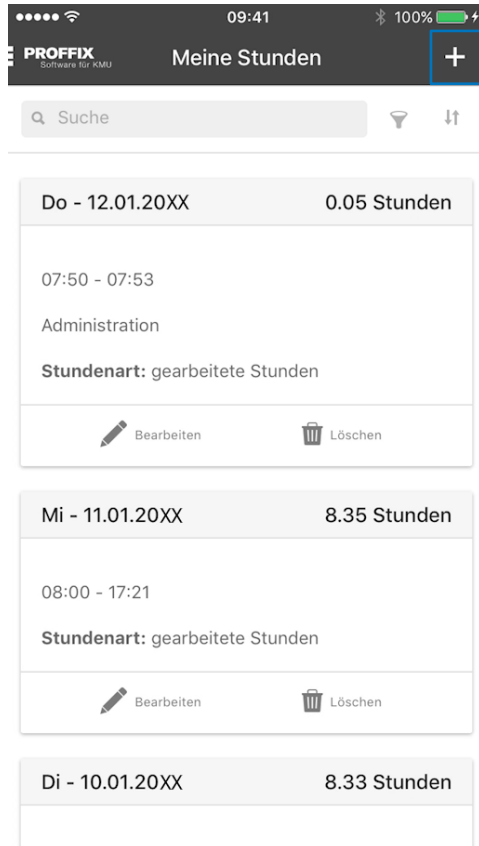 09:41 100%
PROFFIX
Software für KMU
Meine Stunden +
Suche
Do - 12.01.20XX 0.05 Stunden
07:50 - 07:53
Administration
Stundenart: gearbeitete Stunden
Bearbeiten Löschen
Mi - 11.01.20XX 8.35 Stunden
08:00 - 17:21
Stundenart: gearbeitete Stunden
Bearbeiten Löschen
Di - 10.01.20XX 8.33 Stunden